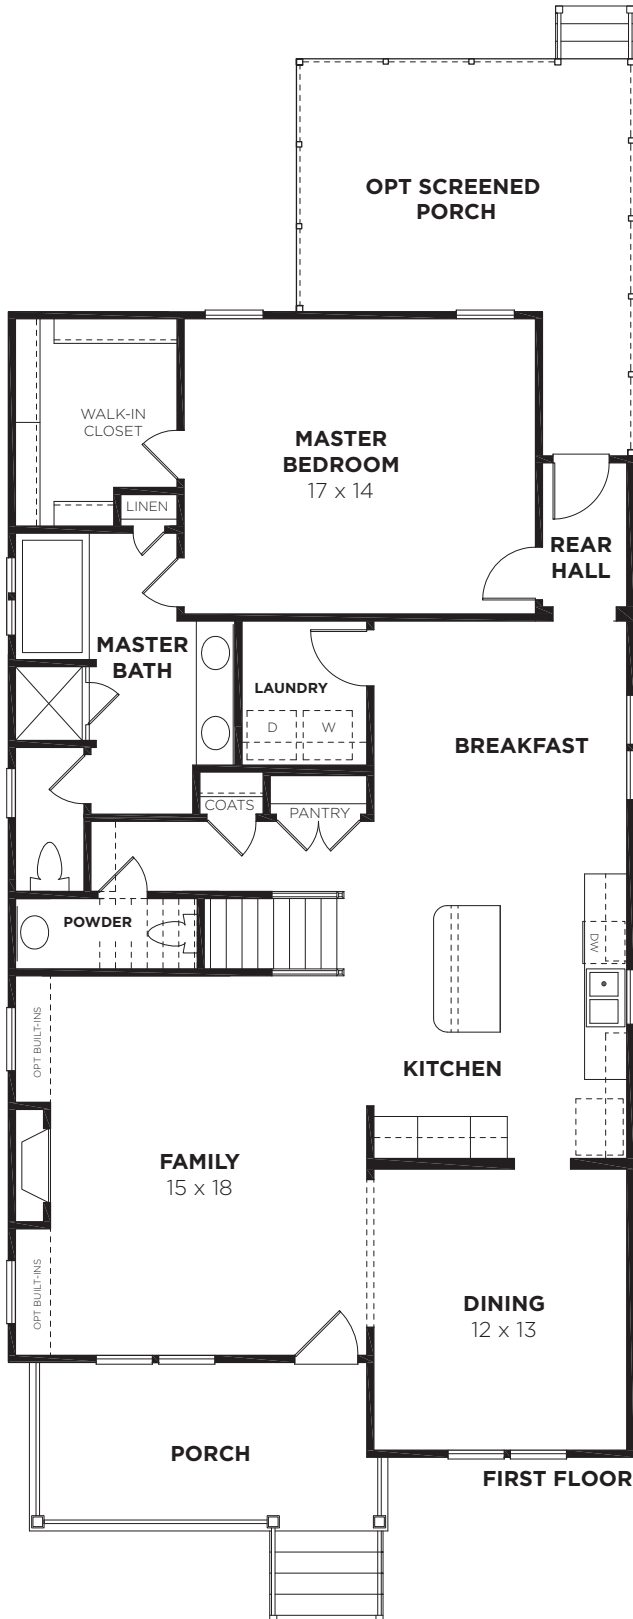 OPT SCREENED
PORCH
WALK-IN
CLOSET
MASTER
BEDROOM
17 x 14
LINEN
REAR
HALL
MASTER
BATH
LAUNDRY
D
W
BREAKFAST
COATS
PANTRY
POWDER
DW
OPT BUILT-INS
KITCHEN
FAMILY
15 x 18
OPT BUILT-INS
DINING
12 x 13
PORCH
FIRST FLOOR